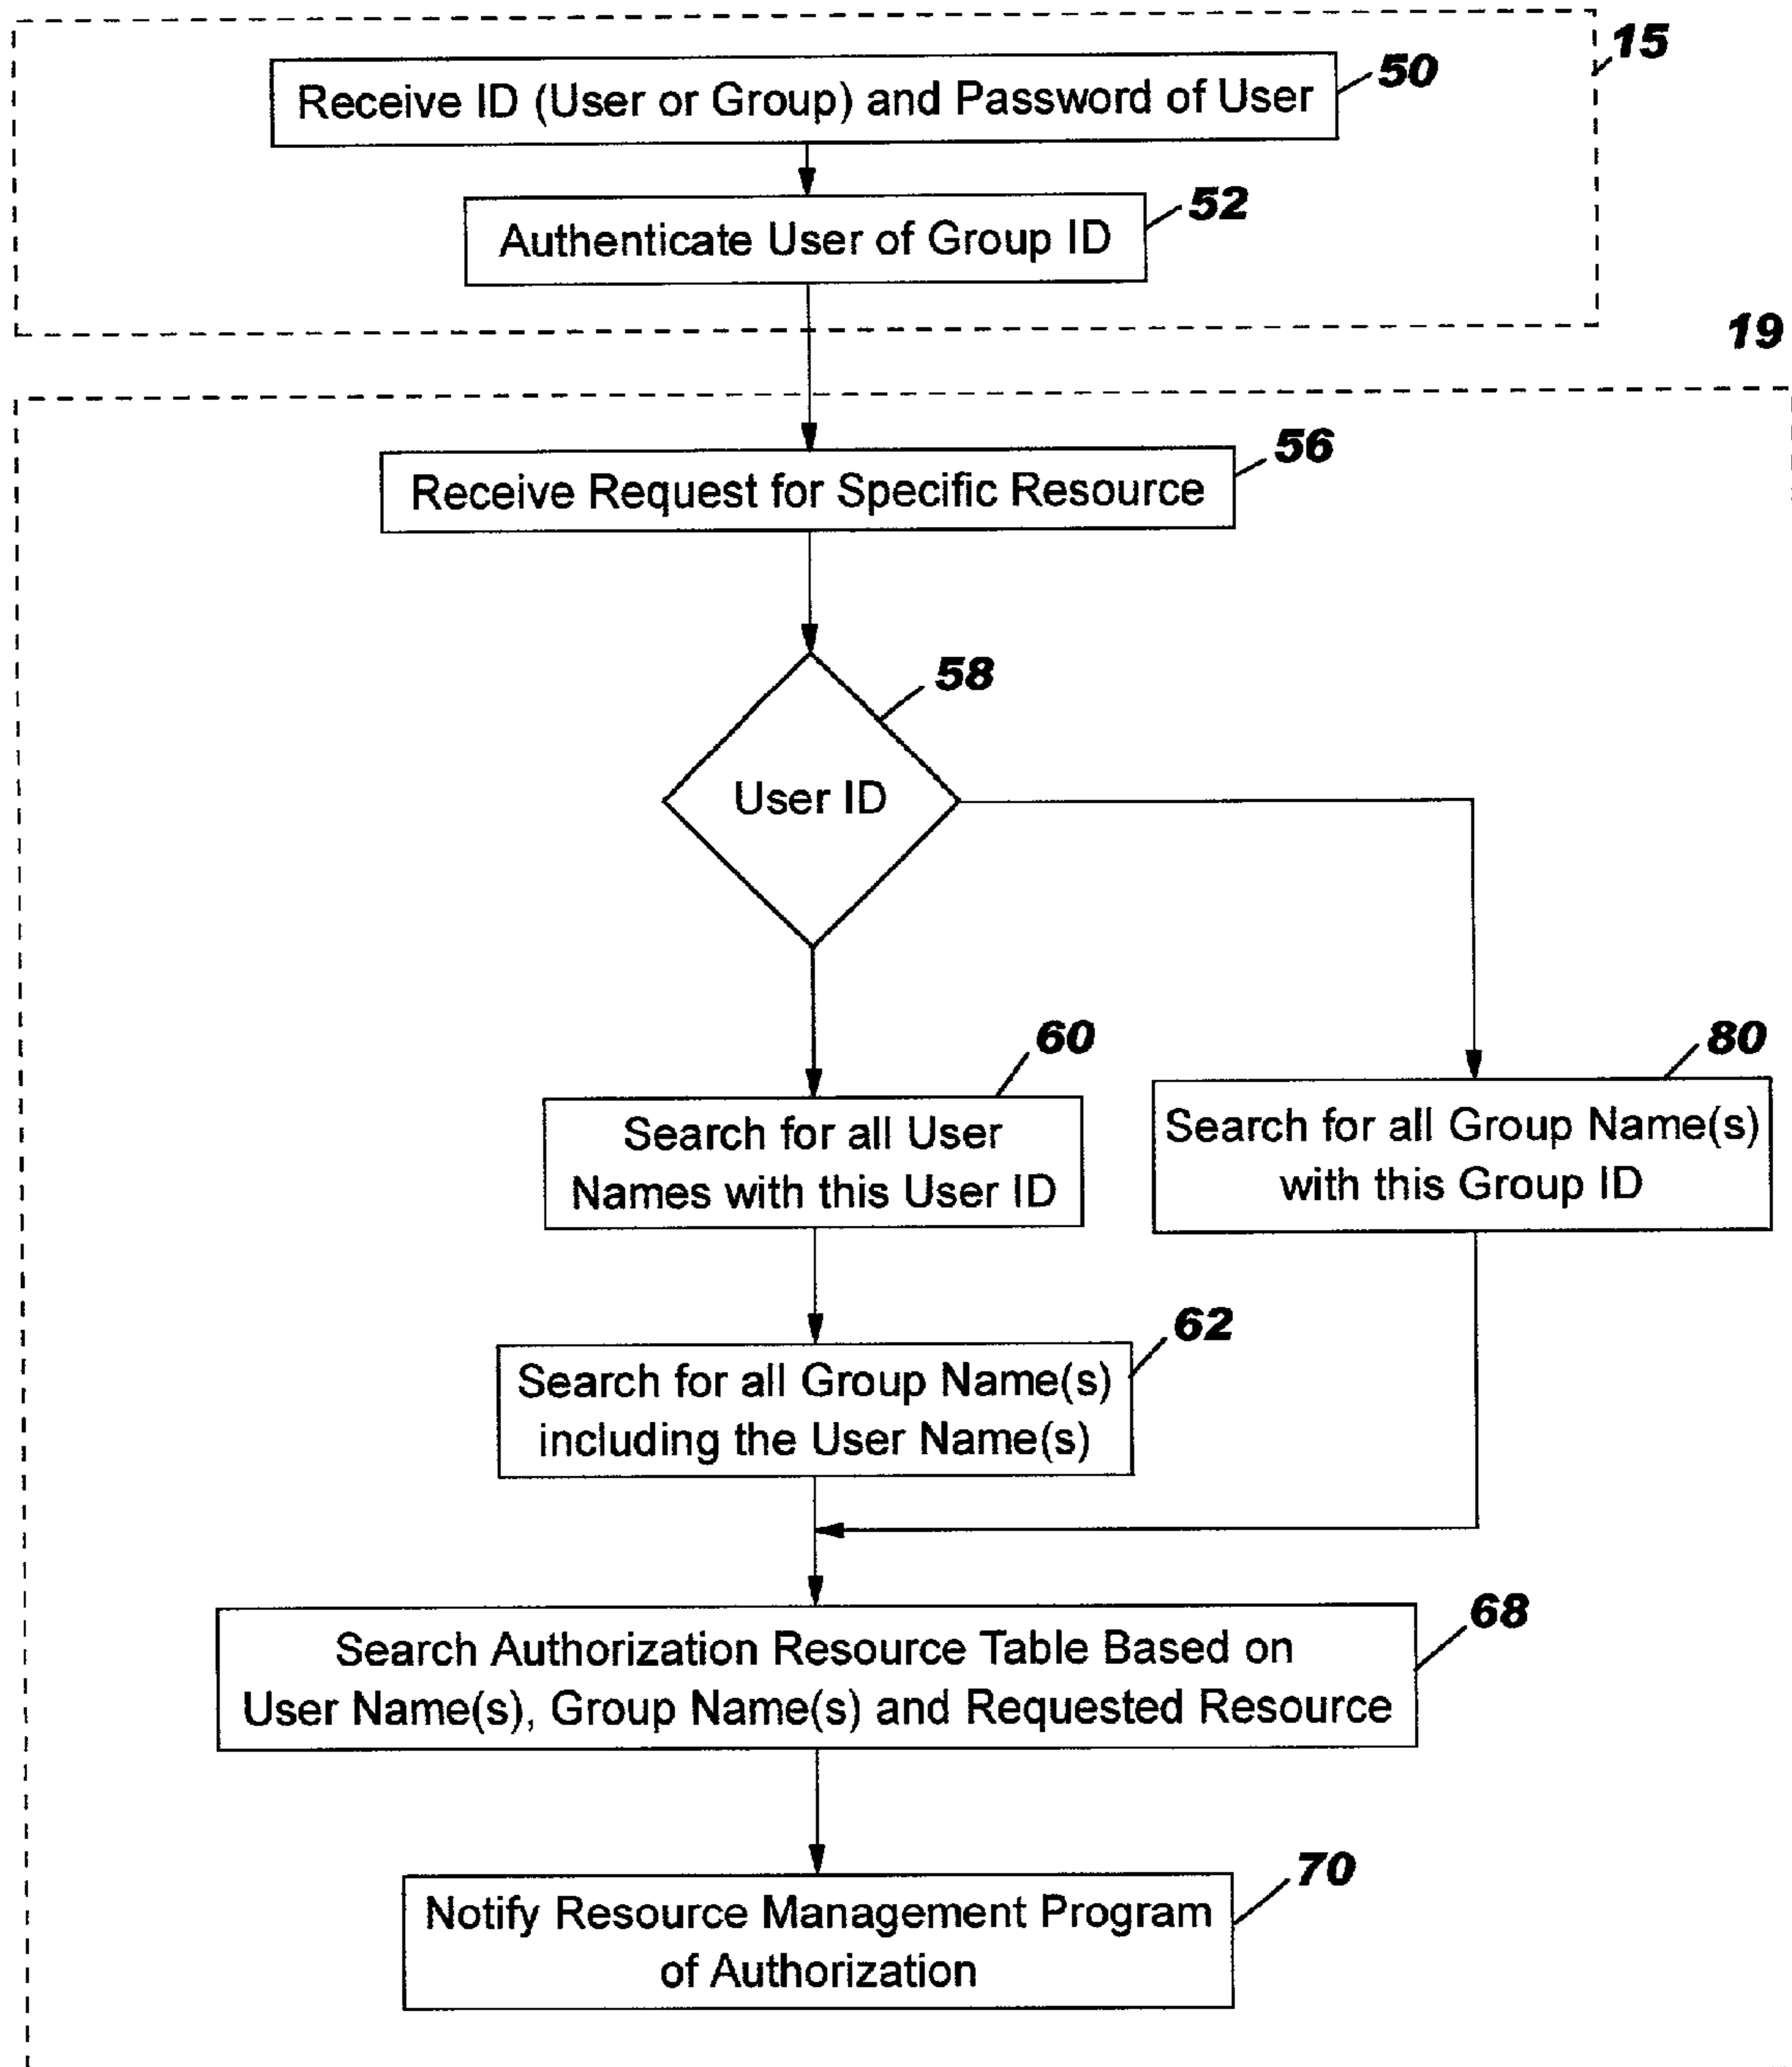 15
50
Receive ID (User or Group) and Password of User
52
Authenticate User of Group ID
19
56
Receive Request for Specific Resource
58
User ID
60
Search for all User
Names with this User ID
80
Search for all Group Name(s)
with this Group ID
62
Search for all Group Name(s)
including the User Name(s)
68
Search Authorization Resource Table Based on
User Name(s), Group Name(s) and Requested Resource
70
Notify Resource Management Program
of Authorization